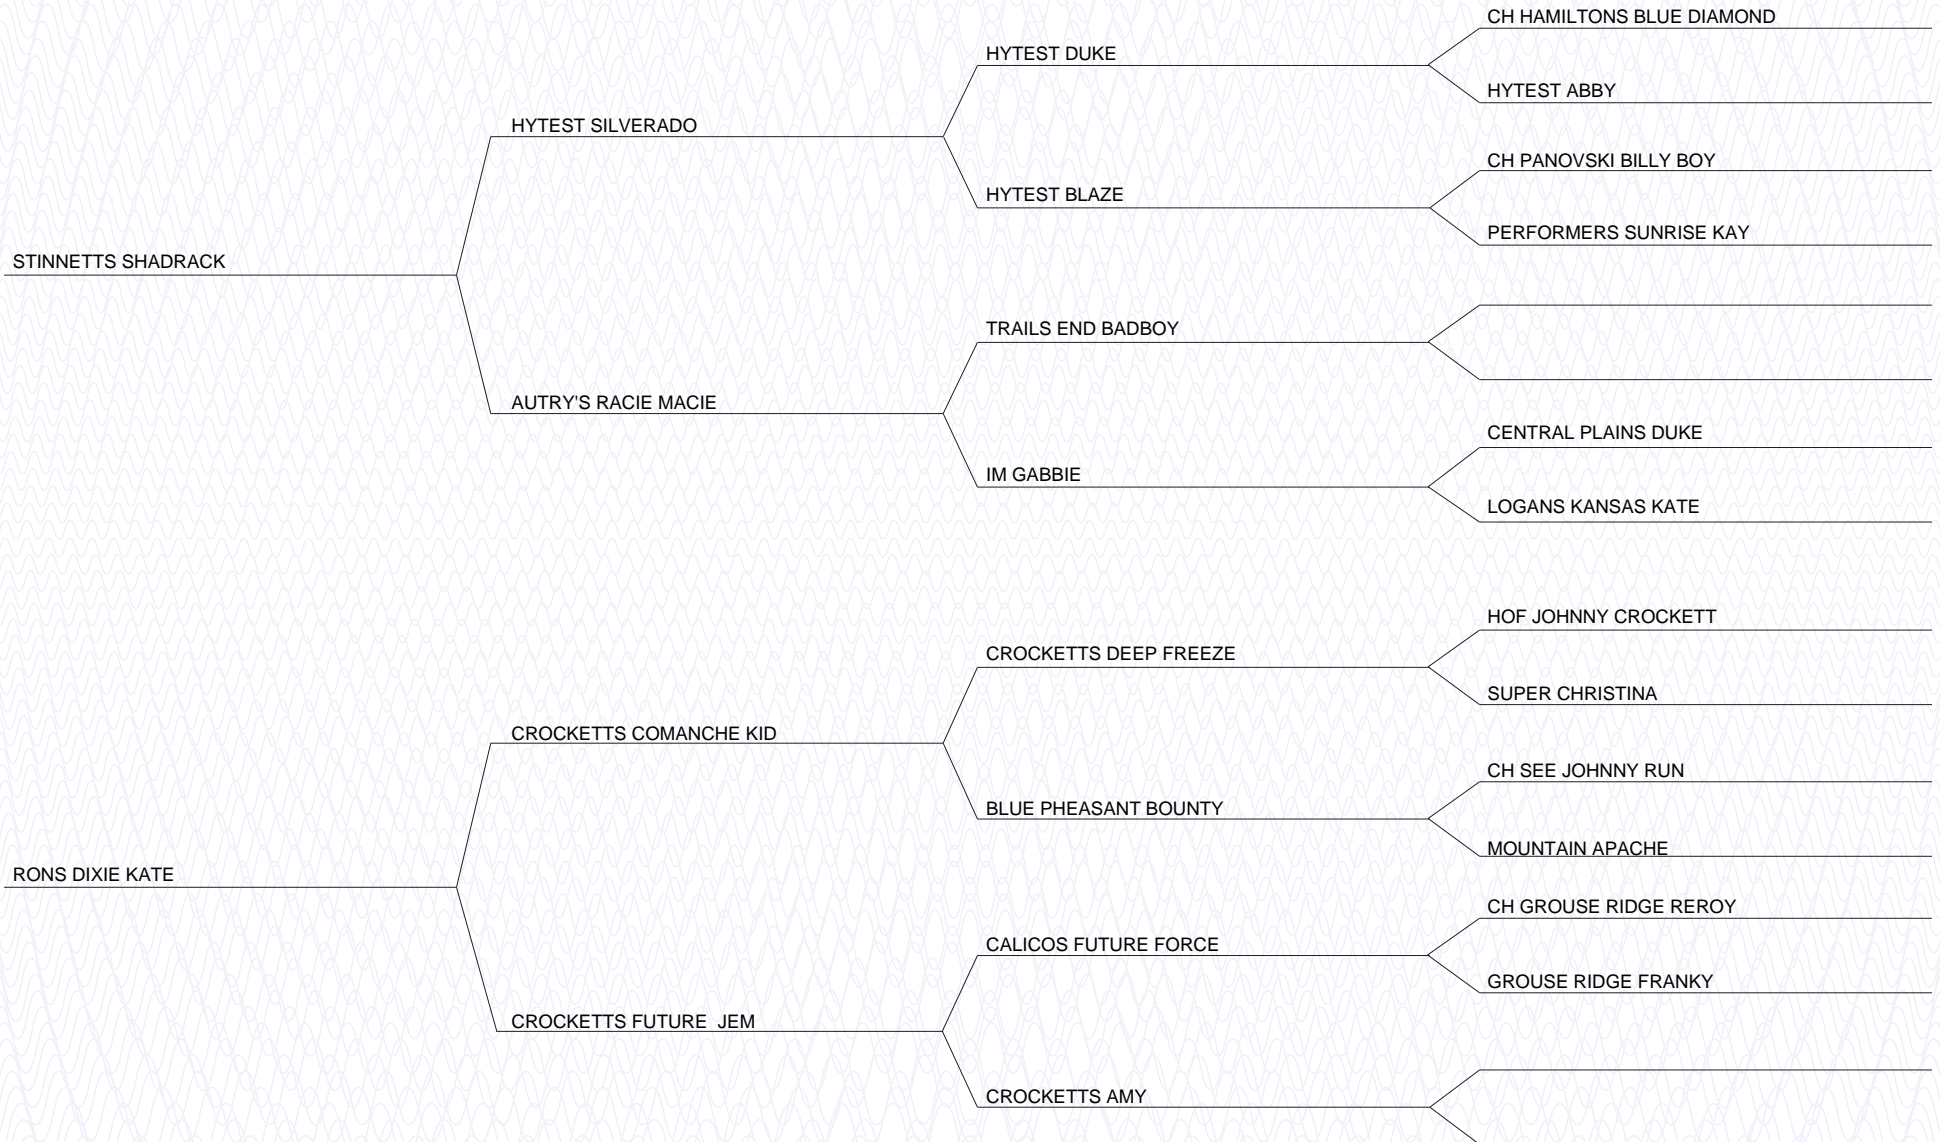 CH HAMILTONS BLUE DIAMOND
HYTEST DUKE
HYTEST ABBY
HYTEST SILVERADO
CH PANOVSKI BILLY BOY
HYTEST BLAZE
PERFORMERS SUNRISE KAY
STINNETTS SHADRACK
TRAILS END BADBOY
AUTRY'S RACIE MACIE
CENTRAL PLAINS DUKE
IM GABBIE
LOGANS KANSAS KATE
HOF JOHNNY CROCKETT
CROCKETTS DEEP FREEZE
SUPER CHRISTINA
CROCKETTS COMANCHE KID
CH SEE JOHNNY RUN
BLUE PHEASANT BOUNTY
MOUNTAIN APACHE
RONS DIXIE KATE
CH GROUSE RIDGE REROY
CALICOS FUTURE FORCE
GROUSE RIDGE FRANKY
CROCKETTS FUTURE  JEM
CROCKETTS AMY